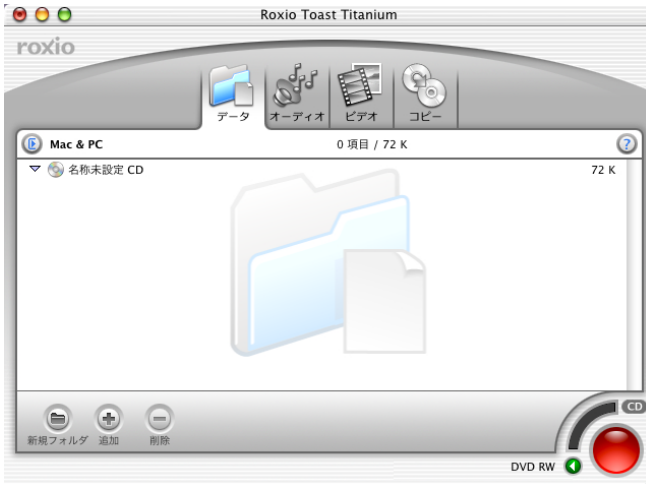 Roxio Toast Titanium
roxio
データ
オーディオ
ビデオ
コピー
Mac & PC
0 項目 / 72 K
?
名称未設定 CD
72 K
新規フォルダ
追加
削除
CD
DVD RW